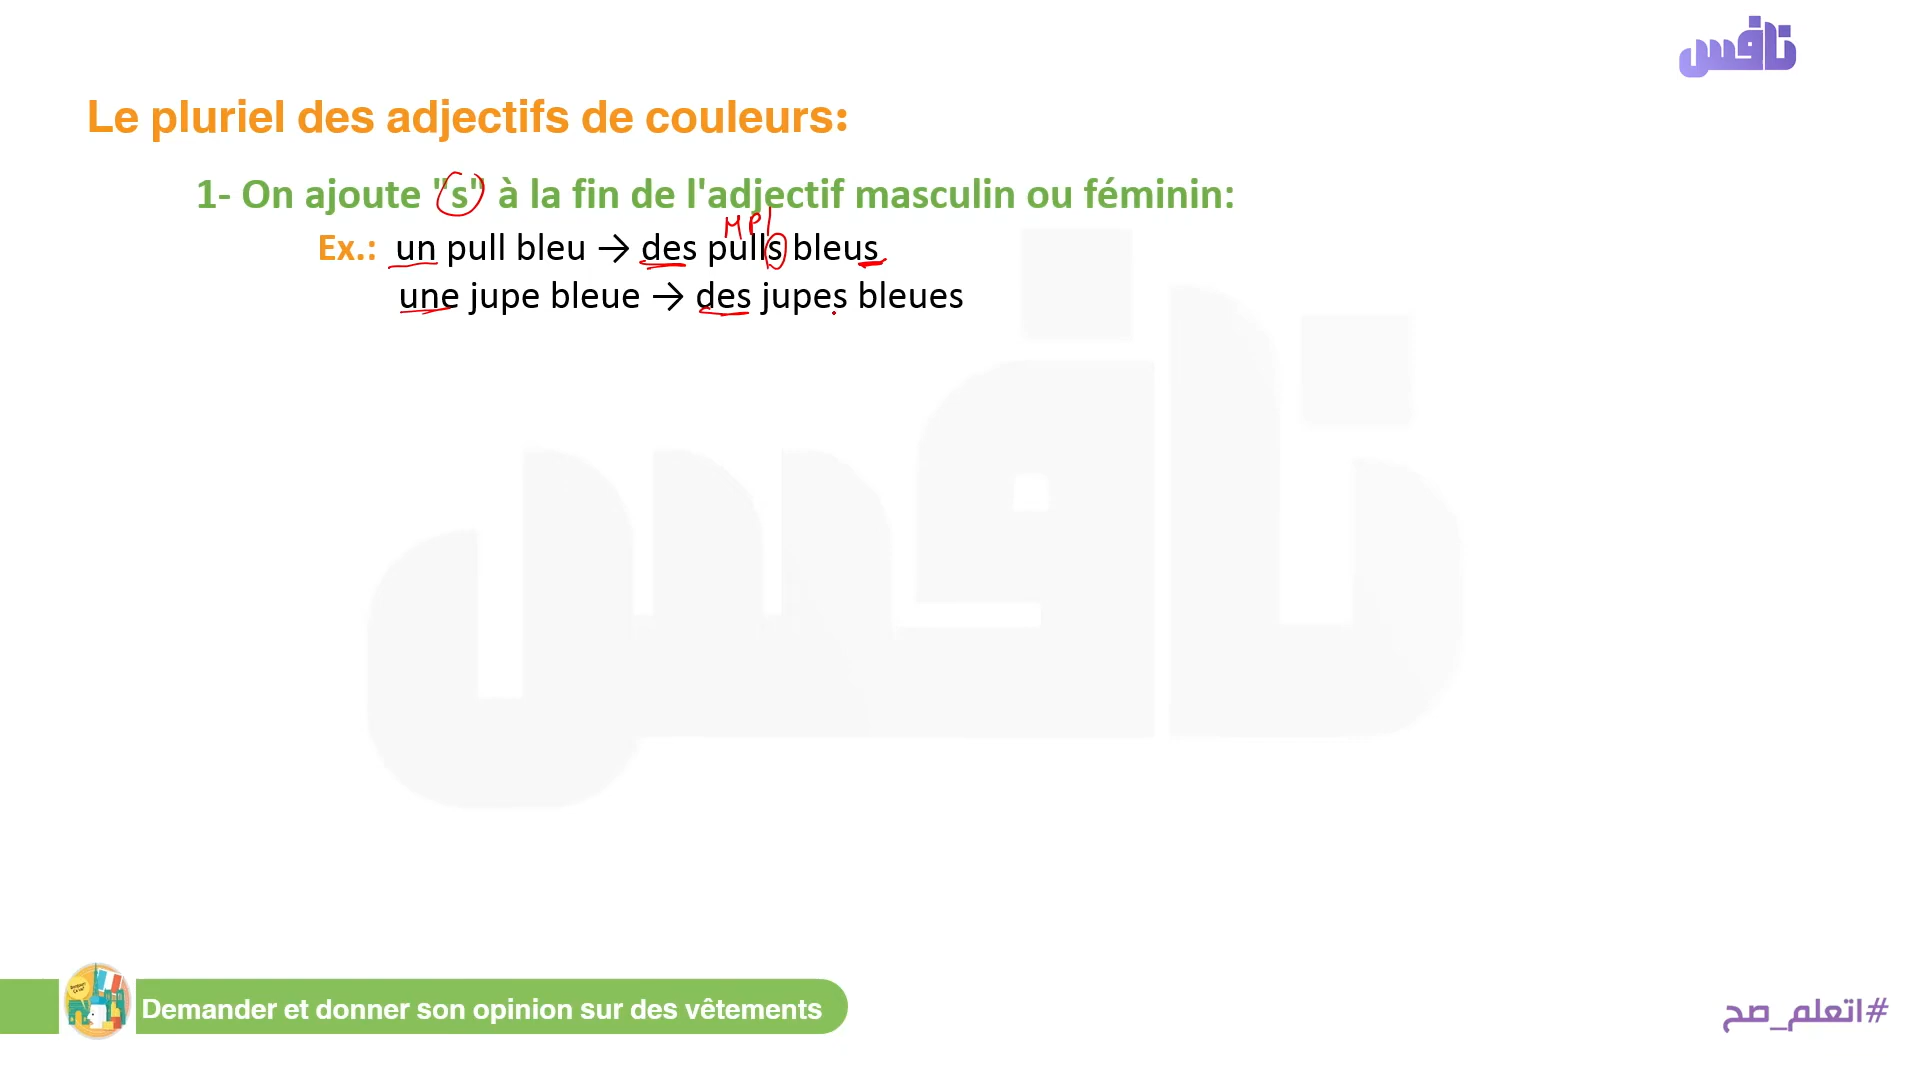 نافس
Le pluriel des adjectifs de couleurs:
1- On ajoute "s" à la fin de l'adjectif masculin ou féminin:
MPl
Ex.: un pull bleu → des pulls bleus
une jupe bleue → des jupes bleues
نافس
Demander et donner son opinion sur des vêtements
#اتعلم_صح